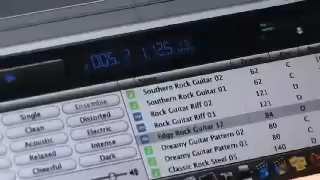 005. 2 1.125
Single Ensemble
Clean Distorted
Acoustic Electric
Relaxed Intense
Cheerful Dark
Southern Rock Guitar 02 62 C
Southern Rock Guitar 01 62 C
Rock Guitar Riff 02 121 D
Rock Guitar Riff 03 121 D
Edgy Rock Guitar 12 84 D
Dreamy Guitar Pattern 02 80 C
Dreamy Guitar Pattern 01 80 C
Classic Rock Steel 03 140